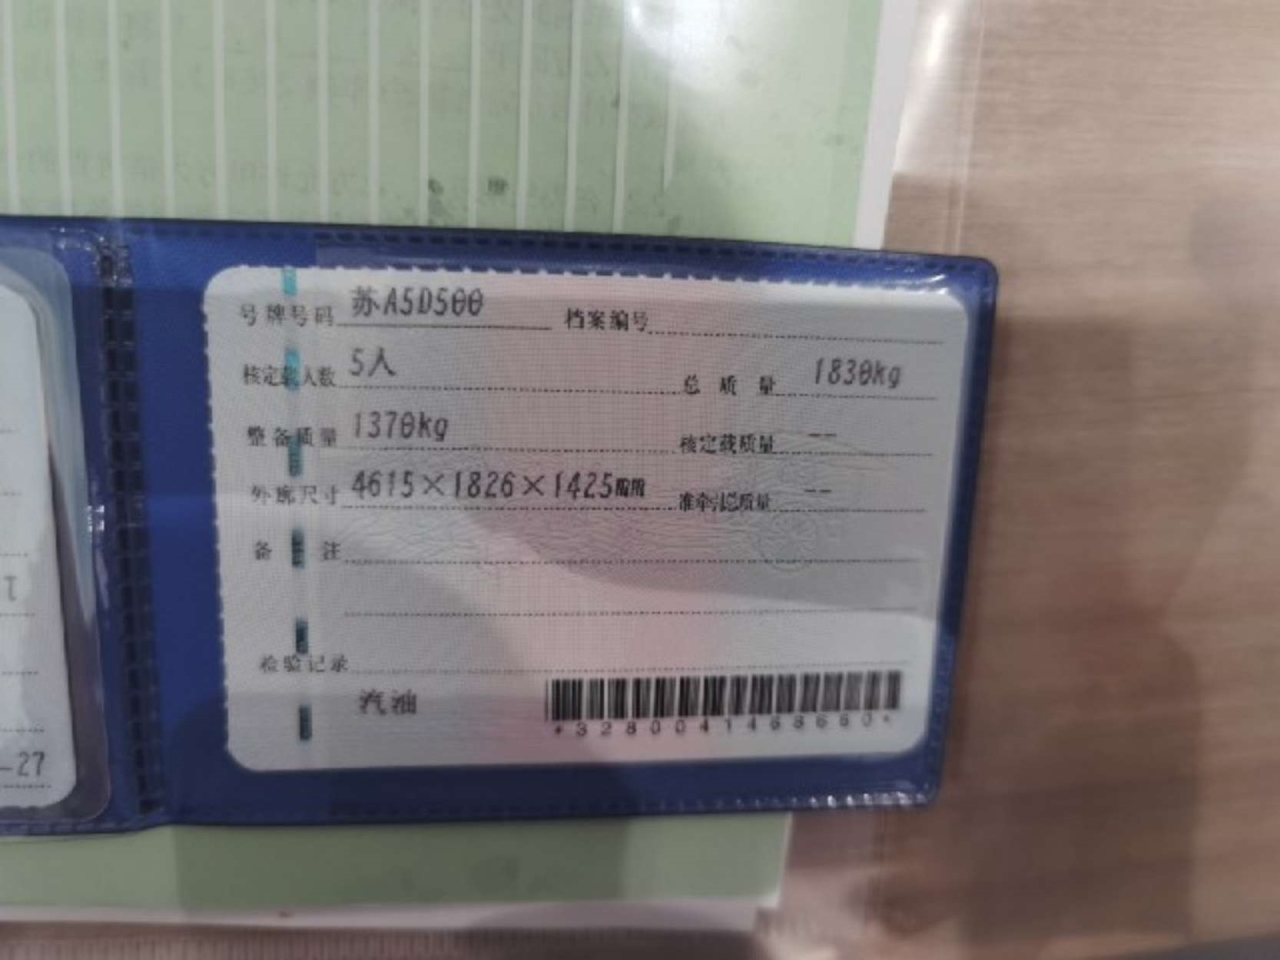 号牌号码 苏A5D500 档案编号
核定载人数 5人 总质量 1830kg
整备质量 1370kg 核定载质量 --
外廓尺寸 4615×1826×1425mm 准牵引总质量 --
备注
检验记录
汽油
*3280041468660*
-27